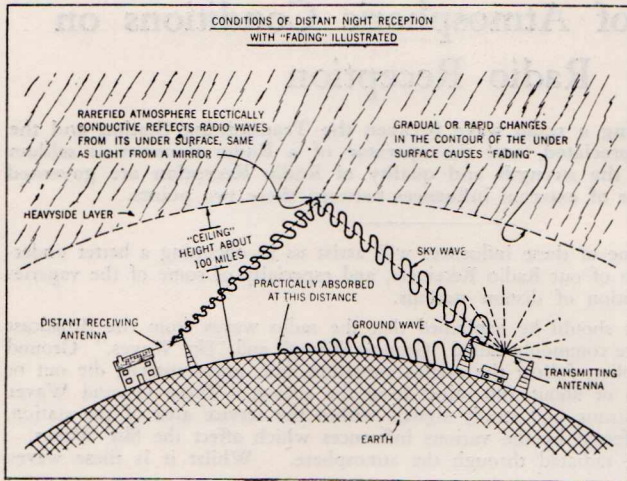 CONDITIONS OF DISTANT NIGHT RECEPTION
WITH "FADING" ILLUSTRATED
RAREFIED ATMOSPHERE ELECTICALLY
CONDUCTIVE REFLECTS RADIO WAVES
FROM ITS UNDER SURFACE, SAME
AS LIGHT FROM A MIRROR
GRADUAL OR RAPID CHANGES
IN THE CONTOUR OF THE UNDER
SURFACE CAUSES "FADING"
HEAVYSIDE LAYER
"CEILING"
HEIGHT ABOUT
100 MILES
SKY WAVE
PRACTICALLY ABSORBED
AT THIS DISTANCE
DISTANT RECEIVING
ANTENNA
GROUND WAVE
TRANSMITTING
ANTENNA
EARTH